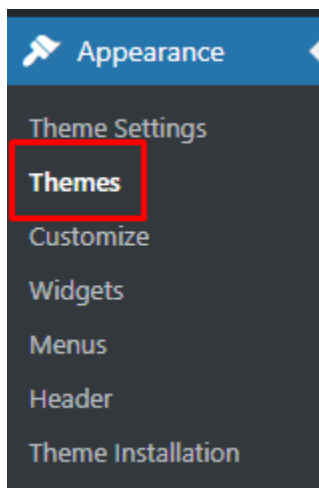 Appearance
Theme Settings
Themes
Customize
Widgets
Menus
Header
Theme Installation